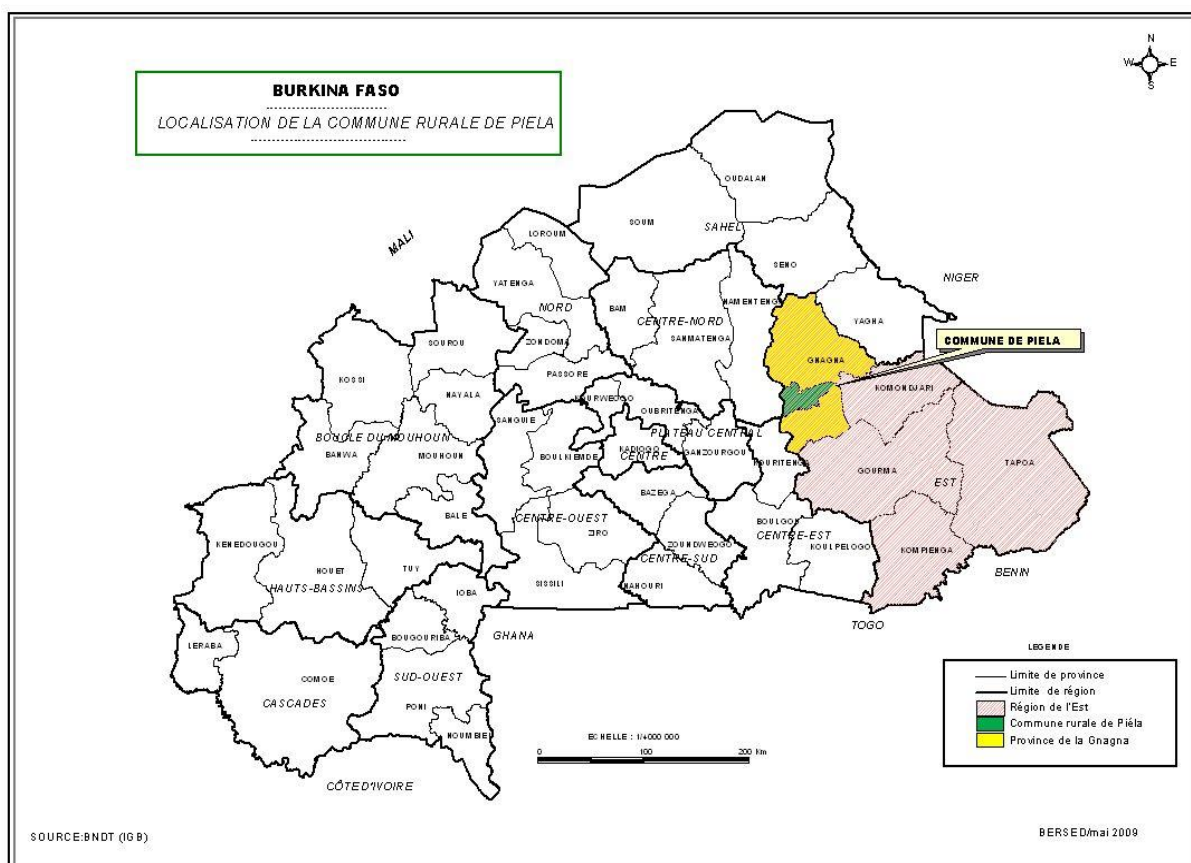 BURKINA FASO
LOCALISATION DE LA COMMUNE RURALE DE PIELA
N
W
E
S
OUDALAN
SOUM
SAHEL
LOROUM
MALI
SENO
NIGER
YATENGA
NAMENTENG
NORD
BAM
CENTRE-NORD
YAGHA
SANMATENGA
SOUROU
ZONDOMA
COMMUNE DE PIELA
GNAGNA
PASSORE
KOSSI
KOMONDJARI
NAYALA
KOURWEOGO
OUBRITENGA
SANGUIE
PLATEAU CENTRAL
BOUCLE DU MOUHOUN
KADIOGO
GANZOURGOU
BANWA
MOUHOUN
BOULKIEMDE
CENTRE
KOURITENGA
TAPOA
GOURMA
EST
BAZEGA
BALE
CENTRE-OUEST
BOULGOU
ZIRO
CENTRE-EST
KENEDOUGOU
ZOUNDWEOGO
KOULPELOGO
KOMPIENGA
CENTRE-SUD
HOUET
TUY
BENIN
SISSILI
NAHOURI
HAUTS-BASSINS
IOBA
TOGO
GHANA
BOUGOURIBA
LERABA
LEGENDE
Limite de province
COMOE
SUD-OUEST
Limite de région
CASCADES
PONI
Région de l'Est
Commune rurale de Piéla
NOUMBIE
ECHELLE : 1/4000 000
Province de la Gnagna
0 100 200 Km
CÔTE D'IVOIRE
SOURCE:BNDT (IGB)
BERSED/mai 2009